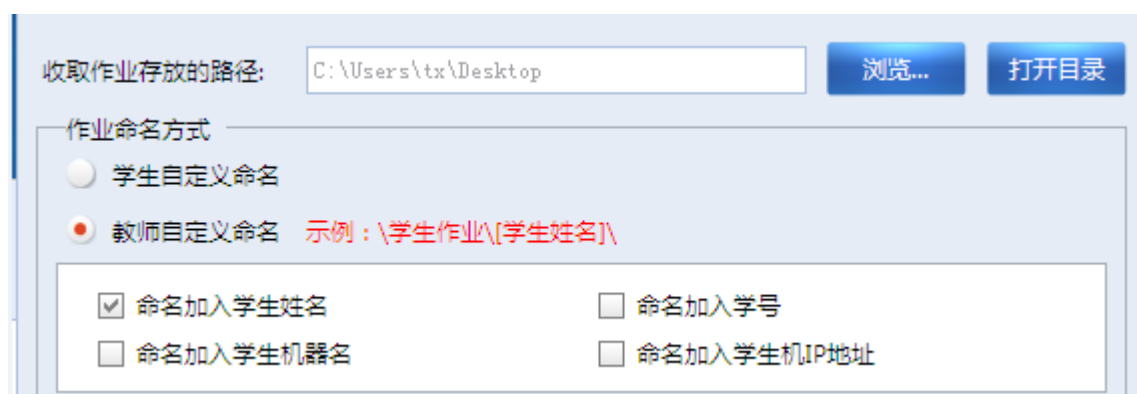 收取作业存放的路径: C:\Users\tx\Desktop 浏览... 打开目录
作业命名方式
学生自定义命名
教师自定义命名 示例：\学生作业\[学生姓名]\
命名加入学生姓名 命名加入学号
命名加入学生机器名 命名加入学生机IP地址